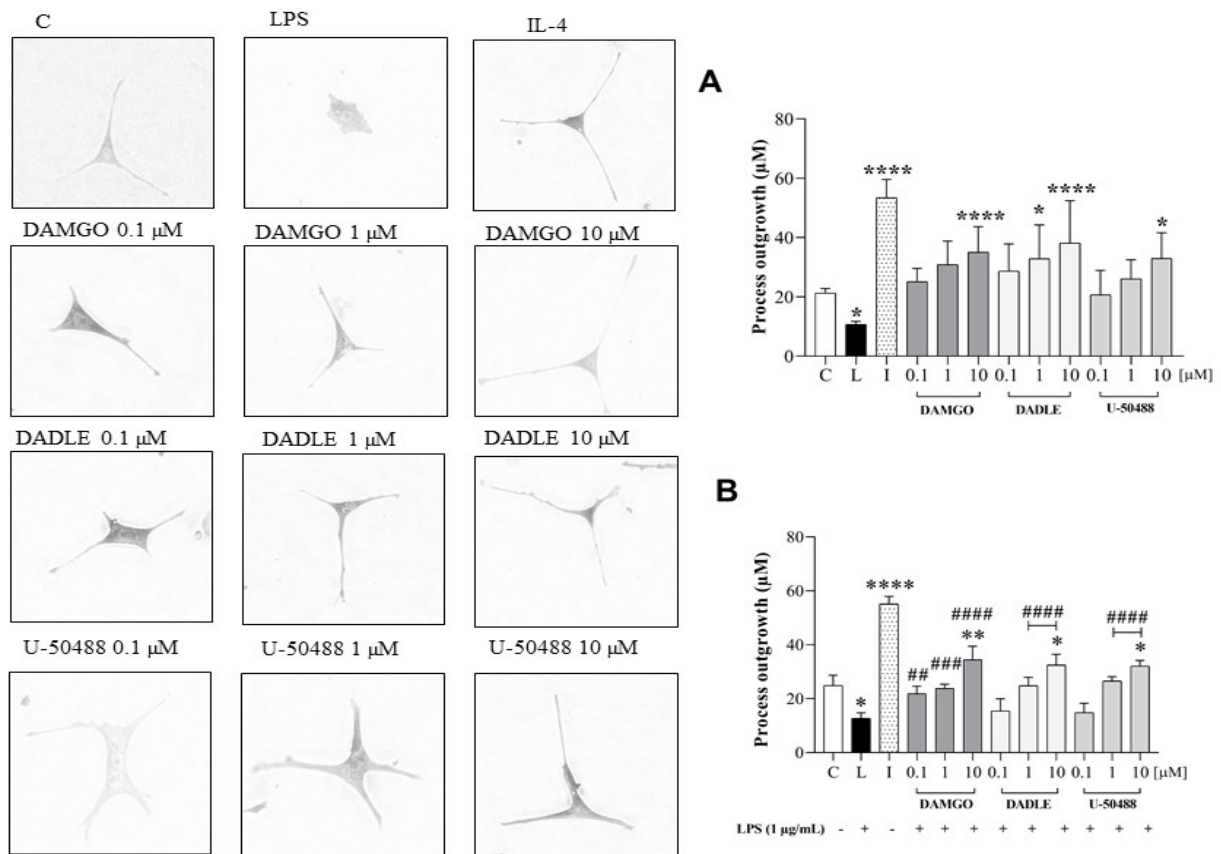 C LPS IL-4
DAMGO 0.1 μM DAMGO 1 μM DAMGO 10 μM
DADLE 0.1 μM DADLE 1 μM DADLE 10 μM
U-50488 0.1 μM U-50488 1 μM U-50488 10 μM
A
Process outgrowth (μM)
80
60
40
20
0
* **** **** * **** *
C L I 0.1 1 10 0.1 1 10 0.1 1 10 [μM]
DAMGO DADLE U-50488
B
Process outgrowth (μM)
80
60
40
20
0
#### #### ####
* **** ## ### ** * *
C L I 0.1 1 10 0.1 1 10 0.1 1 10 [μM]
DAMGO DADLE U-50488
LPS (1 μg/mL) - + - + + + + + + + + +